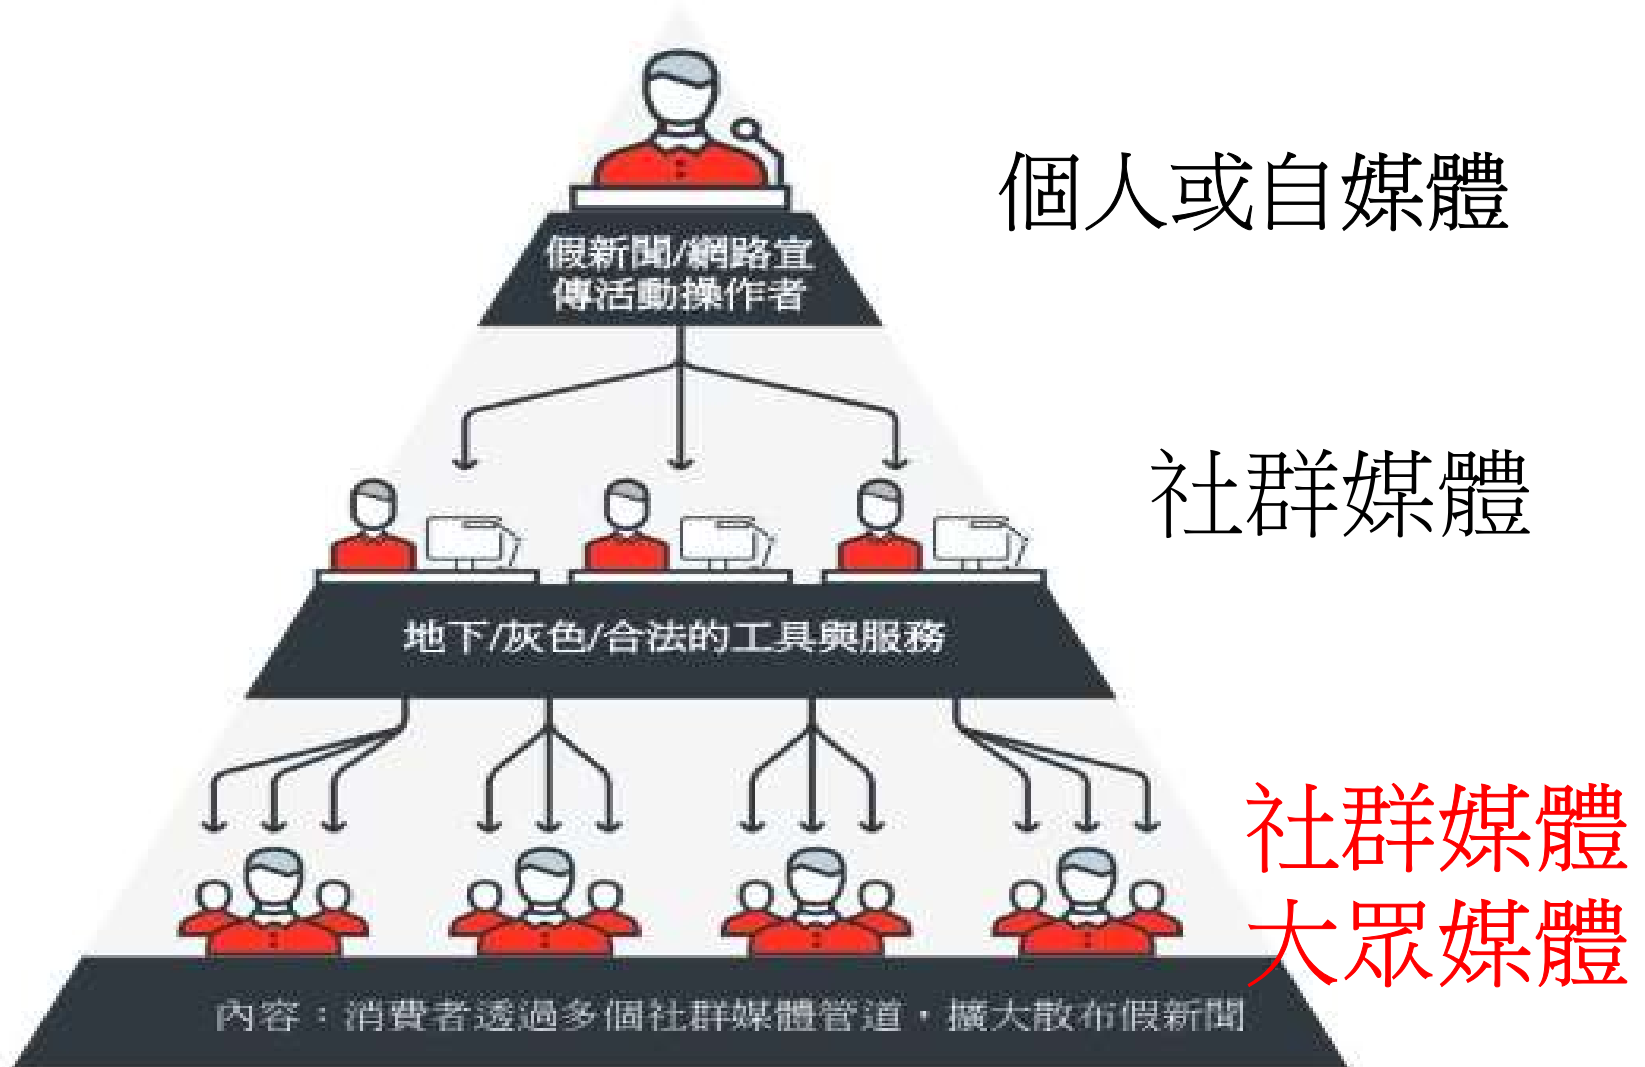 個人或自媒體
假新聞/網路宣
傳活動操作者
社群媒體
地下/灰色/合法的工具與服務
社群媒體
大眾媒體
內容：消費者透過多個社群媒體管道，擴大散布假新聞